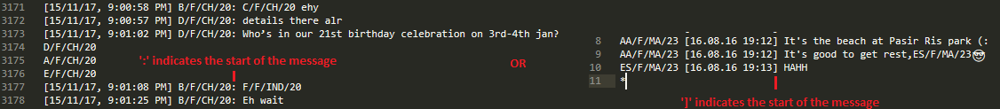 3171 [15/11/17, 9:00:58 PM] B/F/CH/20: C/F/CH/20 ehy
3172 [15/11/17, 9:00:57 PM] D/F/CH/20: details there alr
3173 [15/11/17, 9:01:02 PM] D/F/CH/20: Who's in our 21st birthday celebration on 3rd-4th jan?
3174 D/F/CH/20
3175 A/F/CH/20
3176 E/F/CH/20
3177 [15/11/17, 9:01:08 PM] B/F/CH/20: F/F/IND/20
3178 [15/11/17, 9:01:25 PM] B/F/CH/20: Eh wait
':' indicates the start of the message
OR
8 AA/F/MA/23 [16.08.16 19:12] It's the beach at Pasir Ris park (:
9 AA/F/MA/23 [16.08.16 19:12] It's good to get rest,ES/F/MA/23😎
10 ES/F/MA/23 [16.08.16 19:13] HAHH
11 *
']' indicates the start of the message